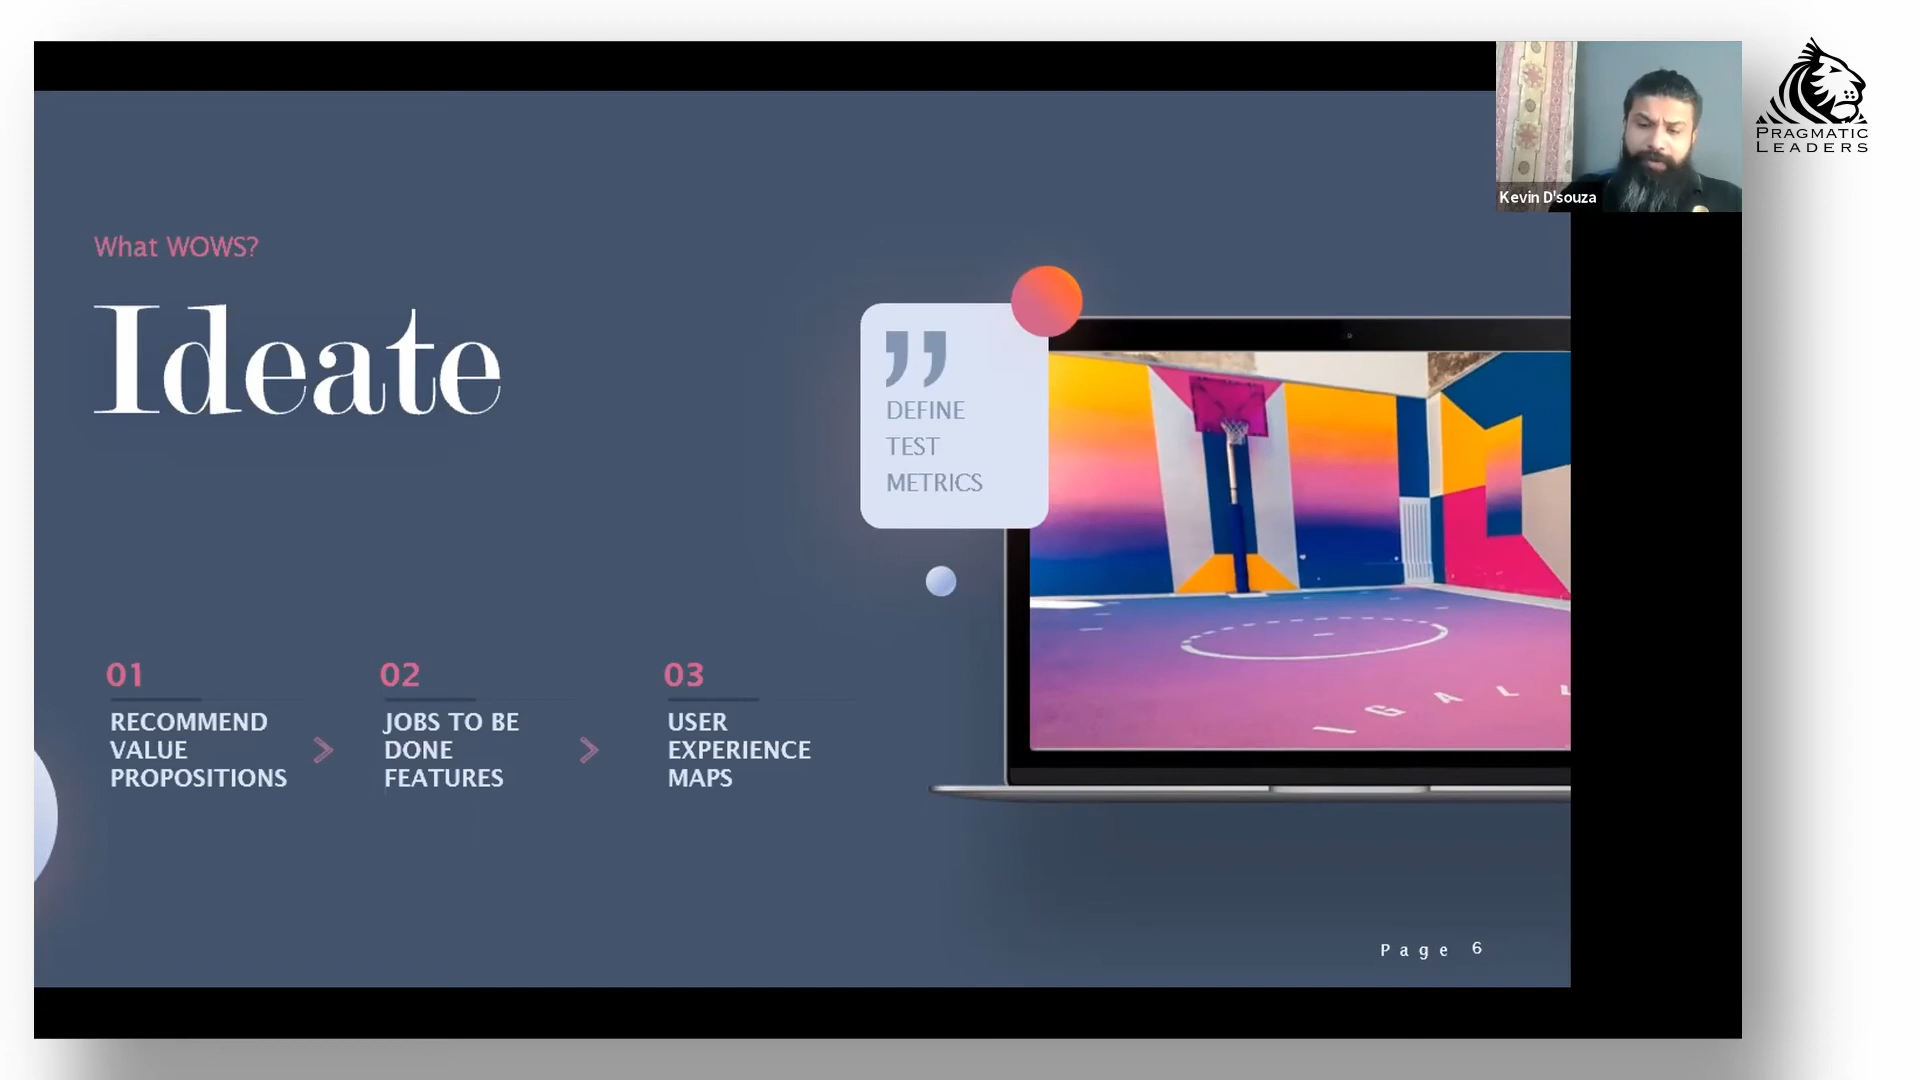 PRAGMATIC
LEADERS
Kevin D'souza
What WOWS?
Ideate
”
DEFINE
TEST
METRICS
01
RECOMMEND
VALUE
PROPOSITIONS
>
02
JOBS TO BE
DONE
FEATURES
>
03
USER
EXPERIENCE
MAPS
Page 6